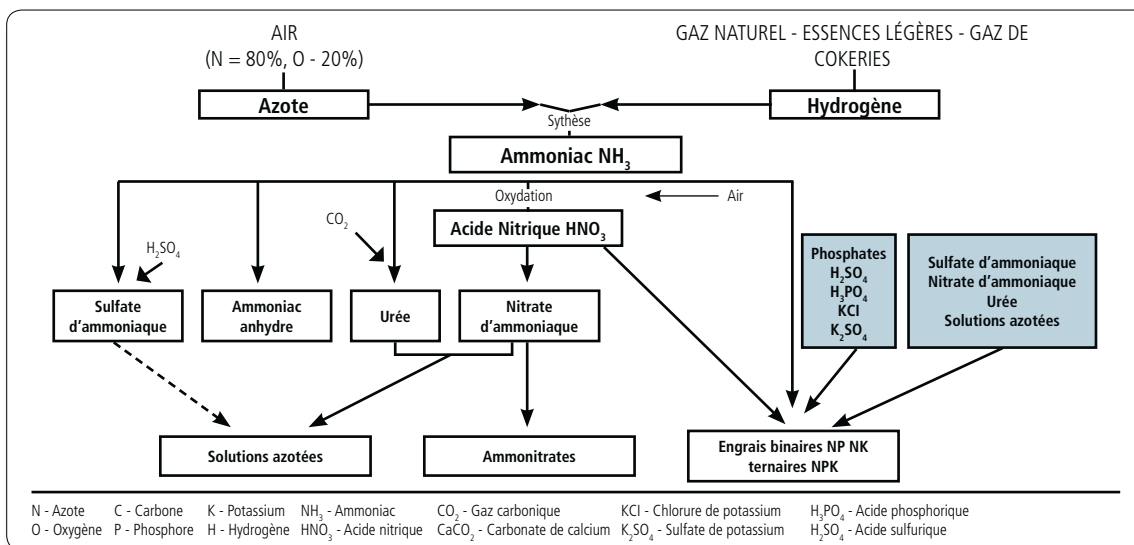 AIR
(N = 80%, O - 20%)
GAZ NATUREL - ESSENCES LÉGÈRES - GAZ DE
COKERIES
Azote
Hydrogène
Sythèse
Ammoniac NH₃
Oxydation
Air
Acide Nitrique HNO₃
CO₂
H₂SO₄
Phosphates
H₂SO₄
H₃PO₄
KCl
K₂SO₄
Sulfate d'ammoniaque
Nitrate d'ammoniaque
Urée
Solutions azotées
Sulfate
d'ammoniaque
Ammoniac
anhydre
Urée
Nitrate
d'ammoniaque
Solutions azotées
Ammonitrates
Engrais binaires NP NK
ternaires NPK
N - Azote C - Carbone K - Potassium NH₃ - Ammoniac CO₂ - Gaz carbonique KCl - Chlorure de potassium H₃PO₄ - Acide phosphorique
O - Oxygène P - Phosphore H - Hydrogène HNO₃ - Acide nitrique CaCO₂ - Carbonate de calcium K₂SO₄ - Sulfate de potassium H₂SO₄ - Acide sulfurique